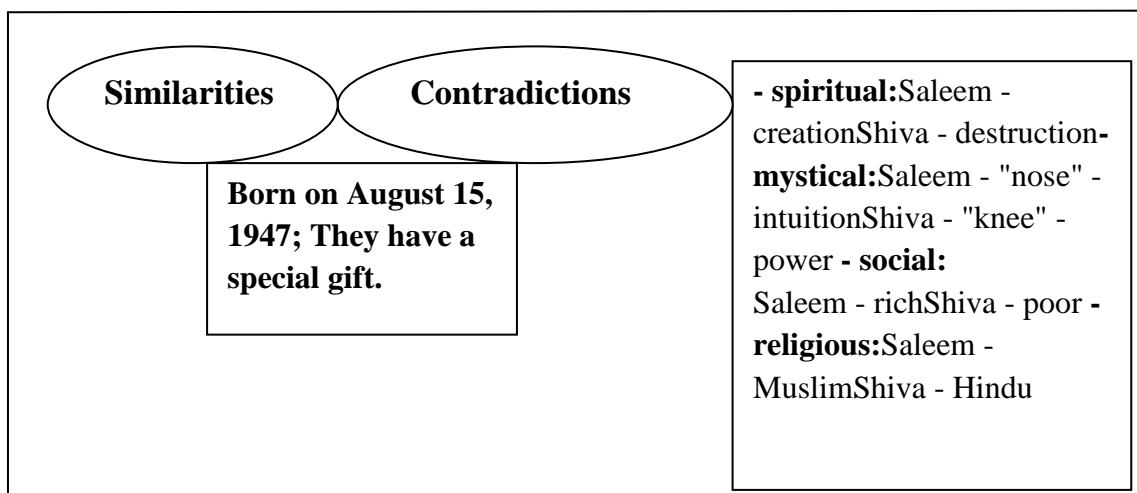 Similarities
Contradictions
Born on August 15,
1947; They have a
special gift.
- spiritual:Saleem -
creationShiva - destruction-
mystical:Saleem - "nose" -
intuitionShiva - "knee" -
power - social:
Saleem - richShiva - poor -
religious:Saleem -
MuslimShiva - Hindu